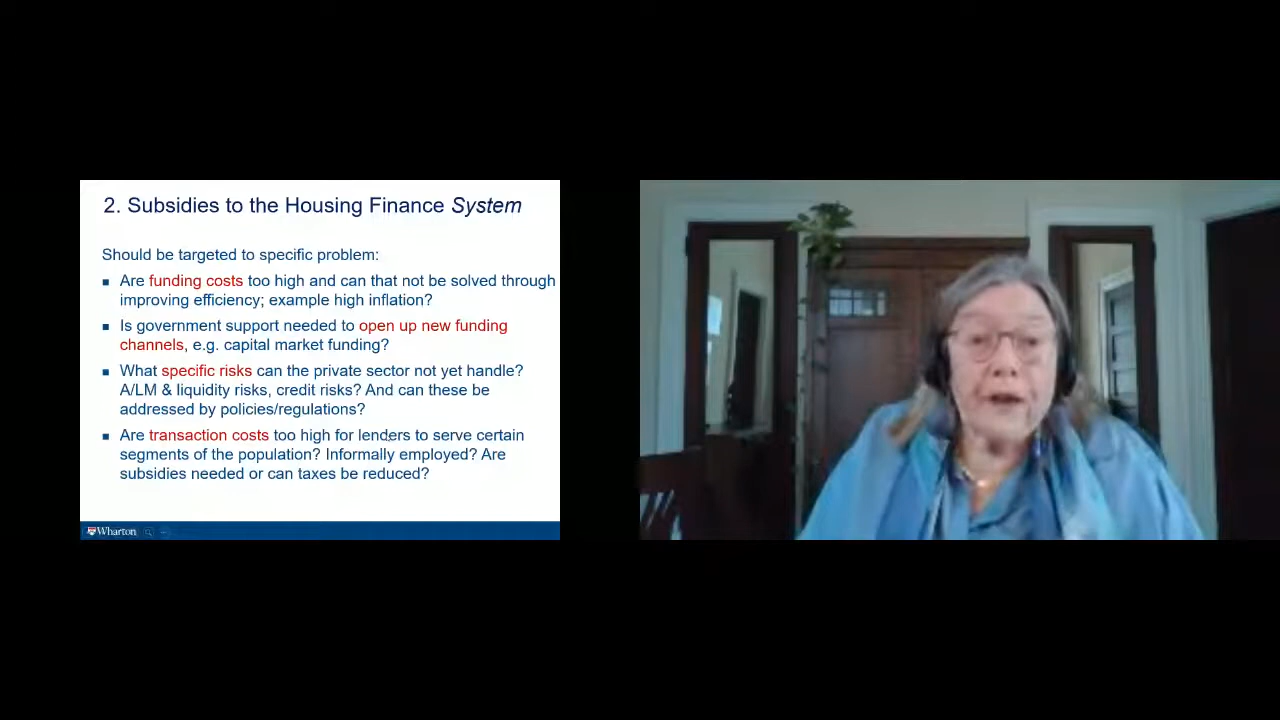 2. Subsidies to the Housing Finance System
Should be targeted to specific problem:
Are funding costs too high and can that not be solved through
improving efficiency; example high inflation?
Is government support needed to open up new funding
channels, e.g. capital market funding?
What specific risks can the private sector not yet handle?
A/LM & liquidity risks, credit risks? And can these be
addressed by policies/regulations?
Are transaction costs too high for lenders to serve certain
segments of the population? Informally employed? Are
subsidies needed or can taxes be reduced?
Wharton